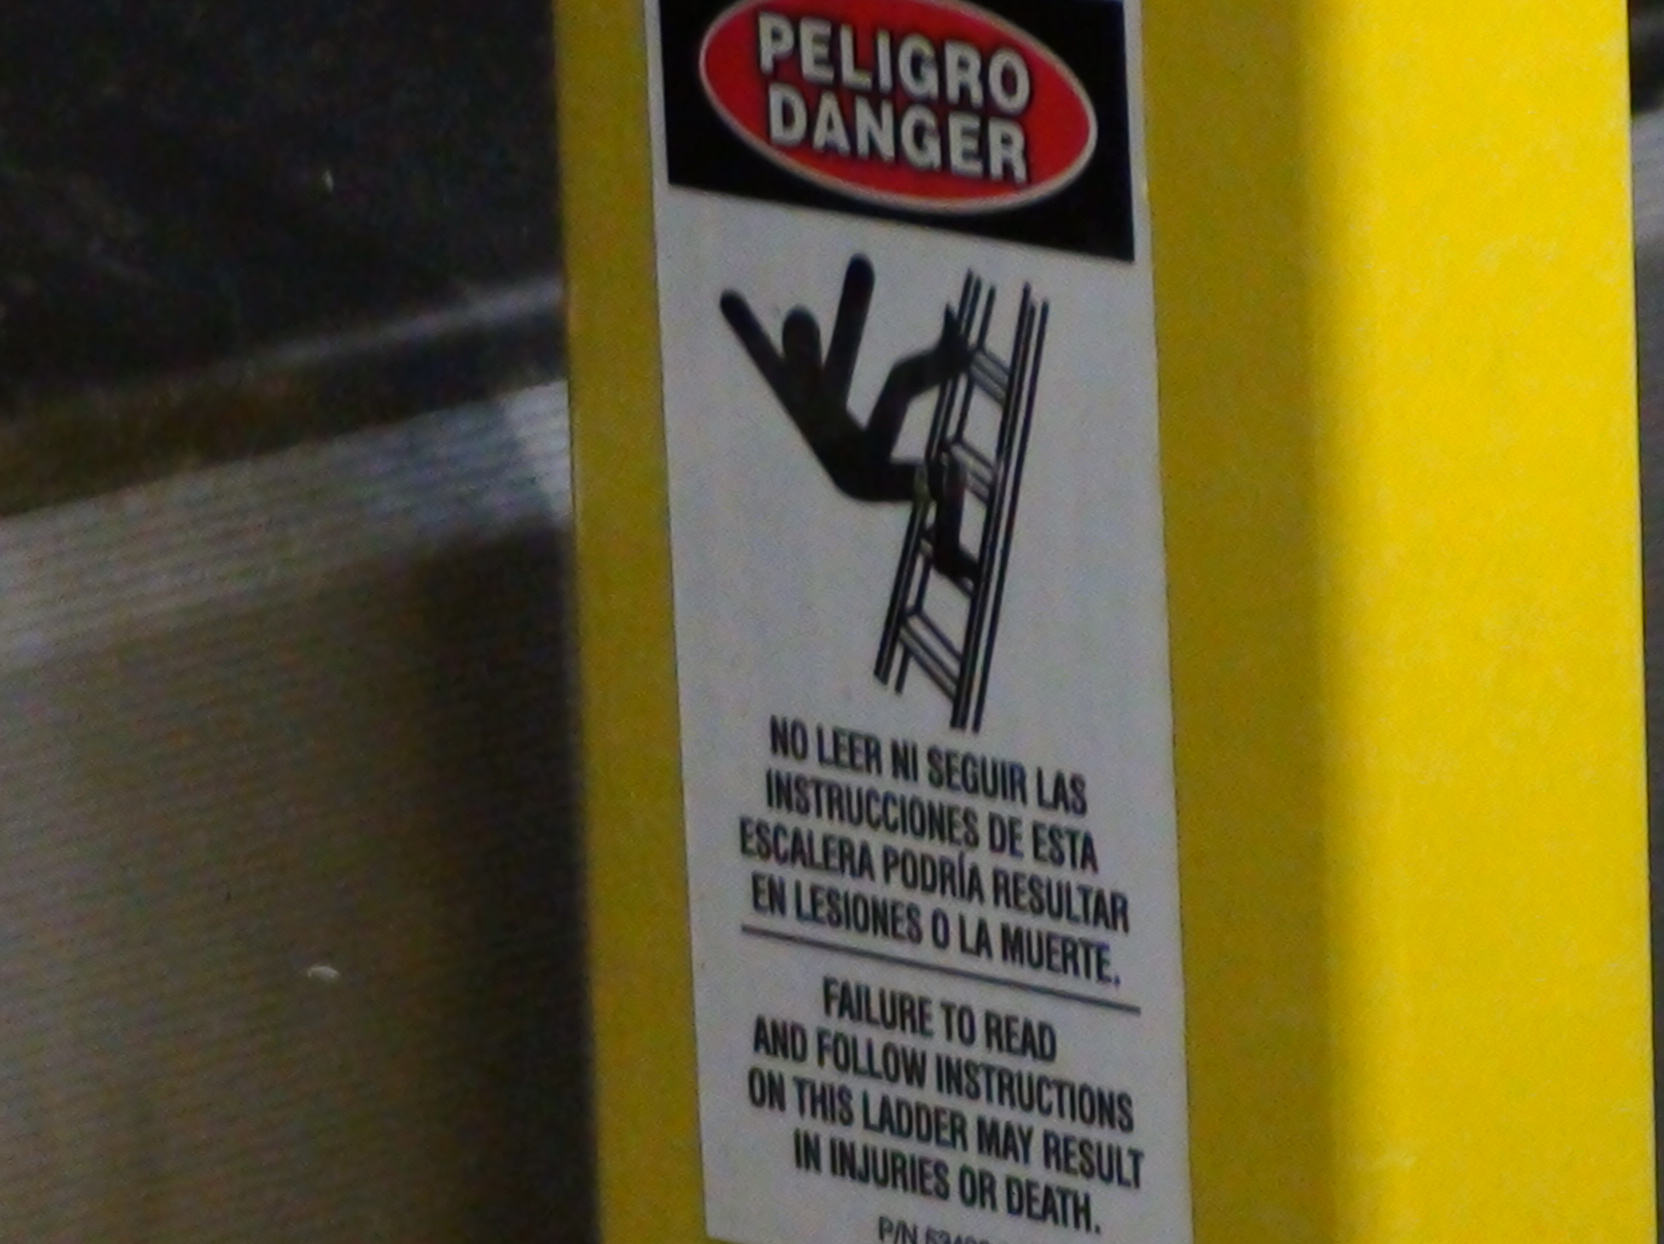 PELIGRO
DANGER
NO LEER NI SEGUIR LAS
INSTRUCCIONES DE ESTA
ESCALERA PODRÍA RESULTAR
EN LESIONES O LA MUERTE.
FAILURE TO READ
AND FOLLOW INSTRUCTIONS
ON THIS LADDER MAY RESULT
IN INJURIES OR DEATH.
P/N